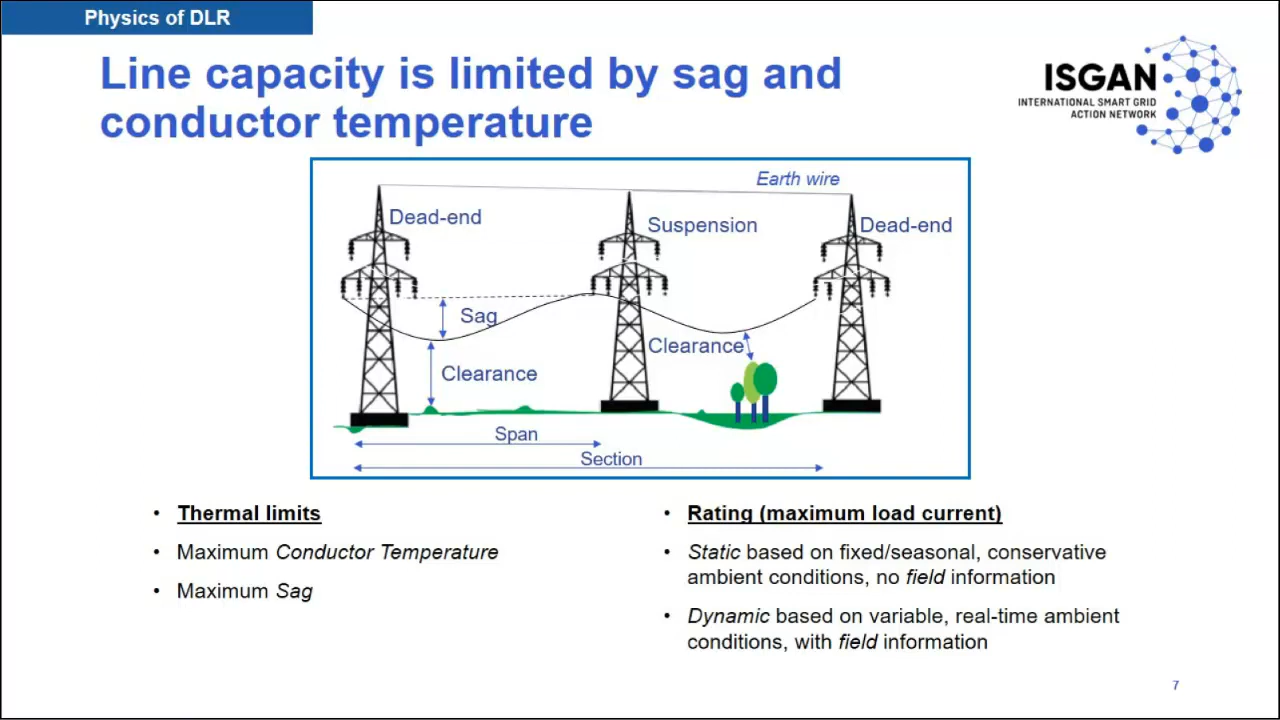 Physics of DLR
Line capacity is limited by sag and
conductor temperature
ISGAN
INTERNATIONAL SMART GRID
ACTION NETWORK
Earth wire
Dead-end
Suspension
Dead-end
Sag
Clearance
Clearance
Span
Section
• Thermal limits
• Maximum Conductor Temperature
• Maximum Sag
• Rating (maximum load current)
• Static based on fixed/seasonal, conservative
ambient conditions, no field information
• Dynamic based on variable, real-time ambient
conditions, with field information
7